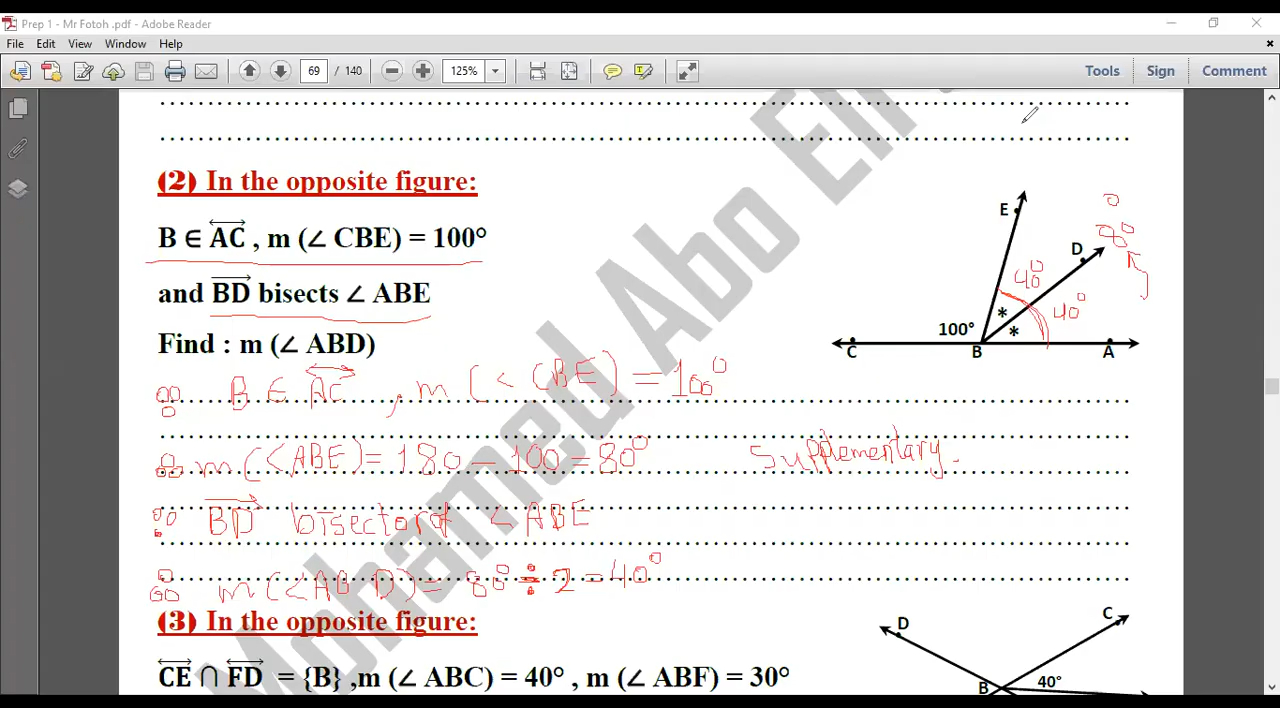 Prep 1 - Mr Fotoh .pdf - Adobe Reader
File Edit View Window Help
69 / 140 125% Tools Sign Comment
(2) In the opposite figure:
B ∈ AC , m (∠ CBE) = 100°
and BD bisects ∠ ABE
Find : m (∠ ABD)
E
D
8°
40°
40°
*
*
100°
C
B
A
∵ B ∈ AC , m (< CBE) = 100°
∴ m (<ABE) = 180 - 100 = 80° Supplementary.
∵ BD bisector of < ABE
∴ m (<ABD) = 80 ÷ 2 = 40°
(3) In the opposite figure:
CE ∩ FD = {B} ,m (∠ ABC) = 40° , m (∠ ABF) = 30°
D
C
B
40°
Mohamed Abo El